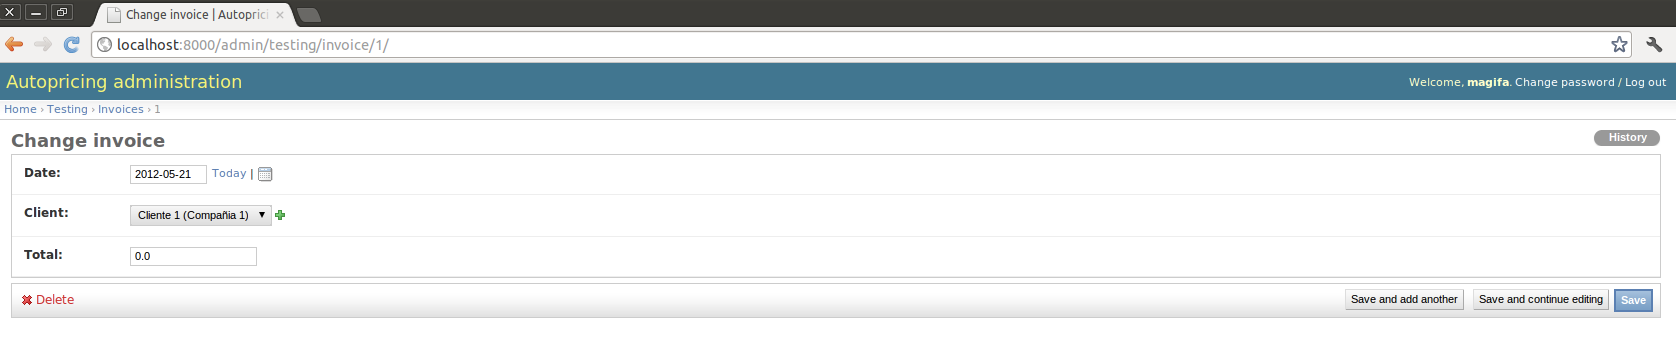 Change invoice | Autoprici
localhost:8000/admin/testing/invoice/1/
Autopricing administration
Welcome, magifa. Change password / Log out
Home › Testing › Invoices › 1
Change invoice
History
Date: 2012-05-21 Today |
Client: Cliente 1 (Compañia 1)
Total: 0.0
Delete
Save and add another
Save and continue editing
Save